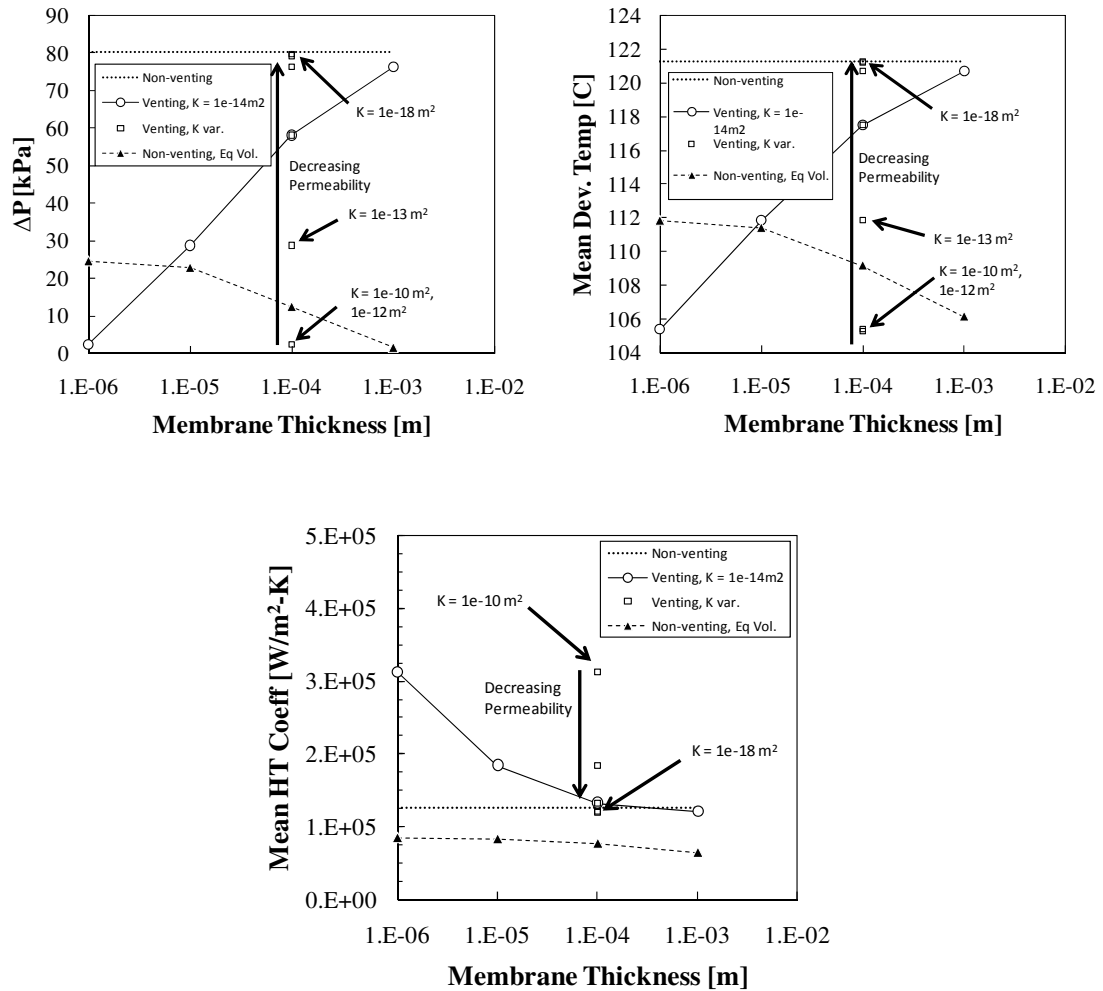 90
80
70
60
50
40
30
20
10
0
ΔP [kPa]
Non-venting
Venting, K = 1e-14m2
Venting, K var.
Non-venting, Eq Vol.
K = 1e-18 m²
Decreasing
Permeability
K = 1e-13 m²
K = 1e-10 m²,
1e-12 m²
1.E-06 1.E-05 1.E-04 1.E-03 1.E-02
Membrane Thickness [m]
124
122
120
118
116
114
112
110
108
106
104
Mean Dev. Temp [C]
Non-venting
Venting, K = 1e-
14m2
Venting, K var.
Non-venting, Eq Vol.
K = 1e-18 m²
Decreasing
Permeability
K = 1e-13 m²
K = 1e-10 m²,
1e-12 m²
1.E-06 1.E-05 1.E-04 1.E-03 1.E-02
Membrane Thickness [m]
5.E+05
4.E+05
3.E+05
2.E+05
1.E+05
0.E+00
Mean HT Coeff [W/m²-K]
Non-venting
Venting, K = 1e-14m2
Venting, K var.
Non-venting, Eq Vol.
K = 1e-10 m²
Decreasing
Permeability
K = 1e-18 m²
1.E-06 1.E-05 1.E-04 1.E-03 1.E-02
Membrane Thickness [m]